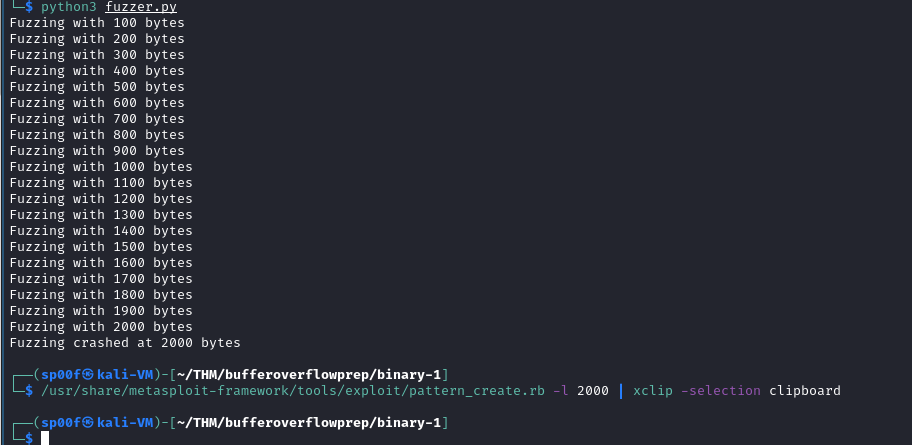 └─$ python3 fuzzer.py
Fuzzing with 100 bytes
Fuzzing with 200 bytes
Fuzzing with 300 bytes
Fuzzing with 400 bytes
Fuzzing with 500 bytes
Fuzzing with 600 bytes
Fuzzing with 700 bytes
Fuzzing with 800 bytes
Fuzzing with 900 bytes
Fuzzing with 1000 bytes
Fuzzing with 1100 bytes
Fuzzing with 1200 bytes
Fuzzing with 1300 bytes
Fuzzing with 1400 bytes
Fuzzing with 1500 bytes
Fuzzing with 1600 bytes
Fuzzing with 1700 bytes
Fuzzing with 1800 bytes
Fuzzing with 1900 bytes
Fuzzing with 2000 bytes
Fuzzing crashed at 2000 bytes
┌──(sp00f㉿kali-VM)-[~/THM/bufferoverflowprep/binary-1]
└─$ /usr/share/metasploit-framework/tools/exploit/pattern_create.rb -l 2000 | xclip -selection clipboard
┌──(sp00f㉿kali-VM)-[~/THM/bufferoverflowprep/binary-1]
└─$